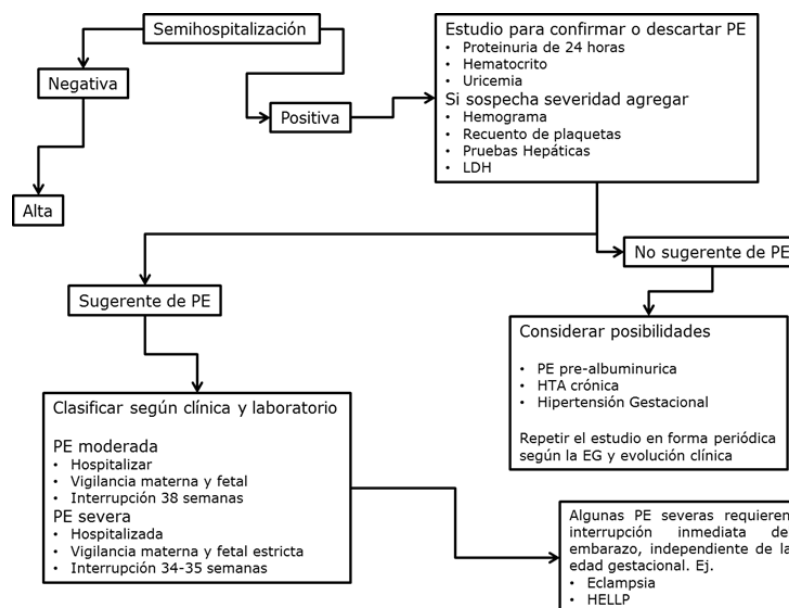 Semihospitalización
Negativa
Positiva
Alta
Estudio para confirmar o descartar PE
• Proteinuria de 24 horas
• Hematocrito
• Uricemia
Si sospecha severidad agregar
• Hemograma
• Recuento de plaquetas
• Pruebas Hepáticas
• LDH
No sugerente de PE
Sugerente de PE
Considerar posibilidades
• PE pre-albuminurica
• HTA crónica
• Hipertensión Gestacional
Repetir el estudio en forma periódica
según la EG y evolución clínica
Clasificar según clínica y laboratorio
PE moderada
• Hospitalizar
• Vigilancia materna y fetal
• Interrupción 38 semanas
PE severa
• Hospitalizada
• Vigilancia materna y fetal estricta
• Interrupción 34-35 semanas
Algunas PE severas requieren
interrupción inmediata del
embarazo, independiente de la
edad gestacional. Ej.
• Eclampsia
• HELLP